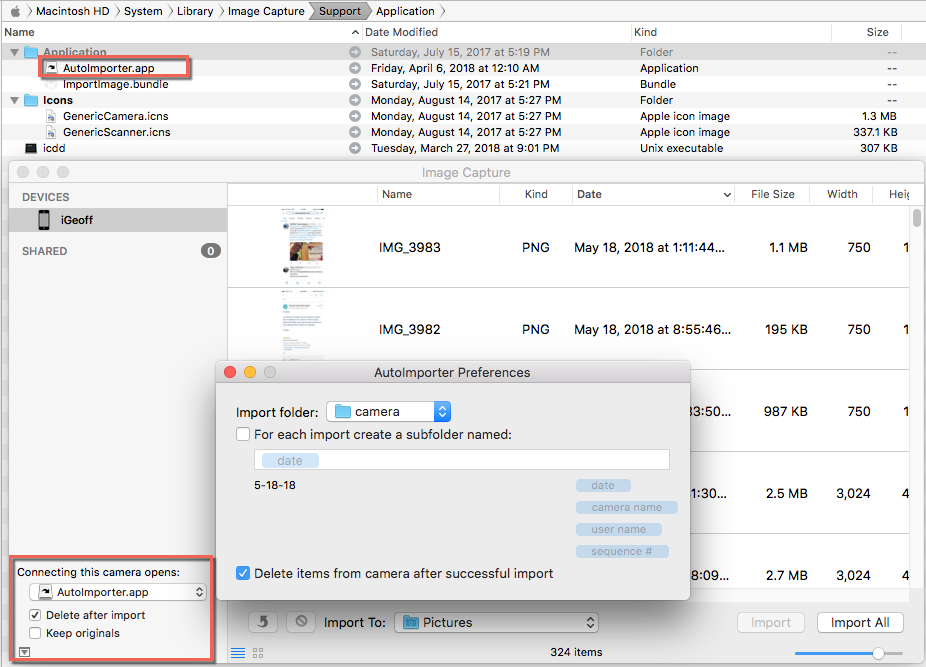 Macintosh HD System Library Image Capture Support Application
Name Date Modified Kind Size
Application Saturday, July 15, 2017 at 5:19 PM Folder --
AutoImporter.app Friday, April 6, 2018 at 12:10 AM Application --
ImportImage.bundle Saturday, July 15, 2017 at 5:21 PM Bundle --
Icons Monday, August 14, 2017 at 5:27 PM Folder --
GenericCamera.icns Monday, August 14, 2017 at 5:27 PM Apple icon image 1.3 MB
GenericScanner.icns Monday, August 14, 2017 at 5:27 PM Apple icon image 337.1 KB
icdd Tuesday, March 27, 2018 at 9:01 PM Unix executable 307 KB
Image Capture
DEVICES
iGeoff
SHARED 0
Name Kind Date File Size Width Heig
IMG_3983 PNG May 18, 2018 at 1:11:44... 1.1 MB 750 1
IMG_3982 PNG May 18, 2018 at 8:55:46... 195 KB 750 1
33:50... 987 KB 750 1
1:30... 2.5 MB 3,024 4
8:09... 2.7 MB 3,024 4
AutoImporter Preferences
Import folder: camera
For each import create a subfolder named:
date
5-18-18
date
camera name
user name
sequence #
Delete items from camera after successful import
Connecting this camera opens:
AutoImporter.app
Delete after import
Keep originals
Import To: Pictures Import Import All
324 items